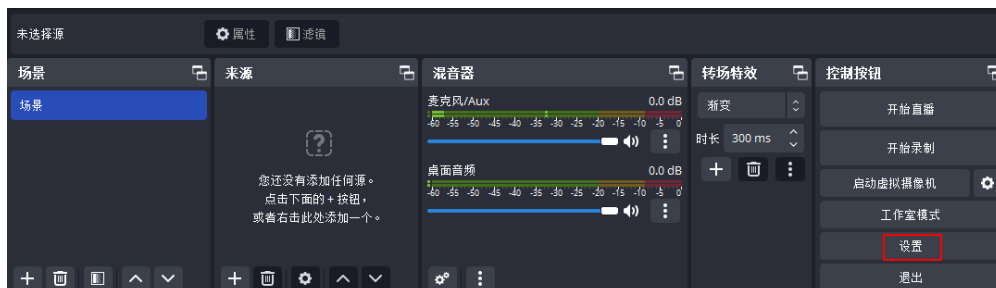 未选择源
属性
滤镜
场景
来源
混音器
转场特效
控制按钮
场景
您还没有添加任何源。
点击下面的 + 按钮，
或者右击此处添加一个。
麦克风/Aux
0.0 dB
-60 -55 -50 -45 -40 -35 -30 -25 -20 -15 -10 -5 0
桌面音频
0.0 dB
-60 -55 -50 -45 -40 -35 -30 -25 -20 -15 -10 -5 0
渐变
时长 300 ms
开始直播
开始录制
启动虚拟摄像机
工作室模式
设置
退出